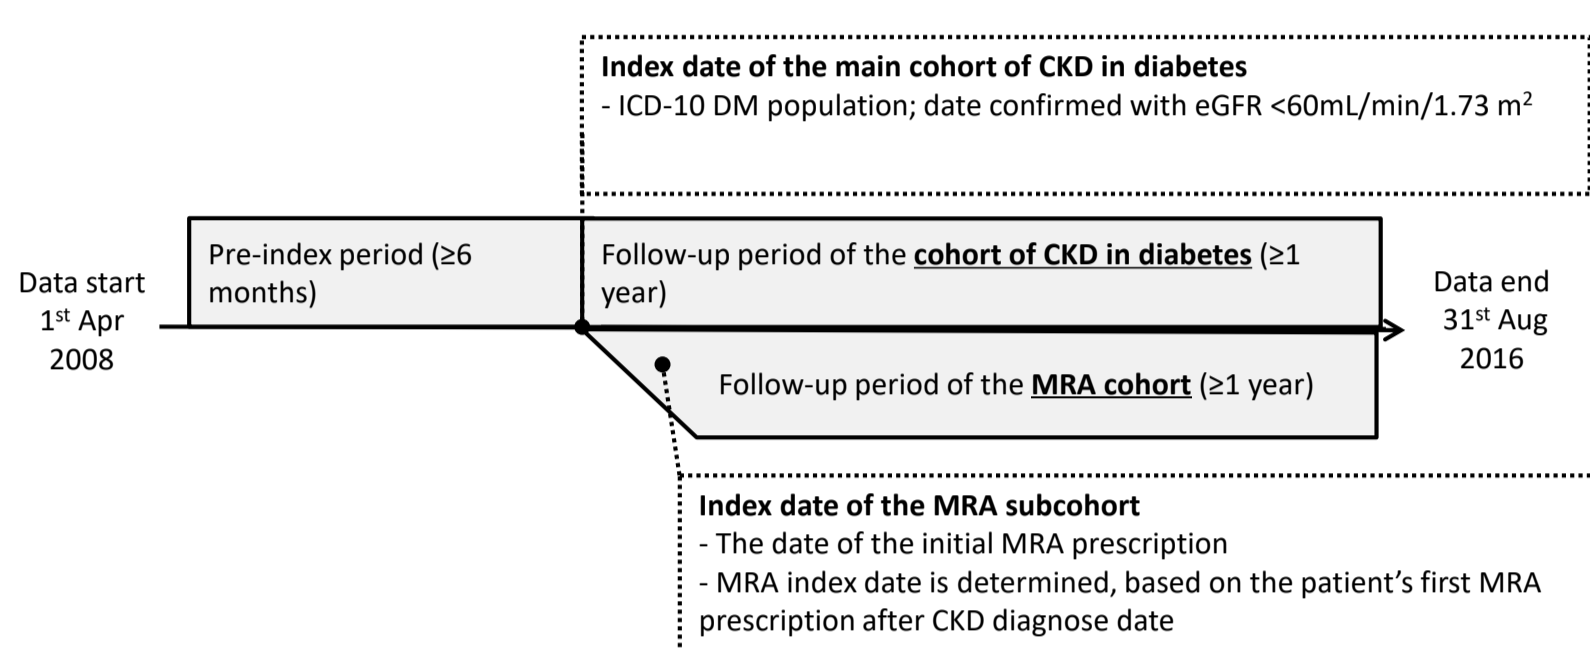 Index date of the main cohort of CKD in diabetes
- ICD-10 DM population; date confirmed with eGFR <60mL/min/1.73 m²
Data start
1st Apr
2008
Pre-index period (≥6
months)
Follow-up period of the cohort of CKD in diabetes (≥1
year)
Data end
31st Aug
2016
Follow-up period of the MRA cohort (≥1 year)
Index date of the MRA subcohort
- The date of the initial MRA prescription
- MRA index date is determined, based on the patient’s first MRA
prescription after CKD diagnose date